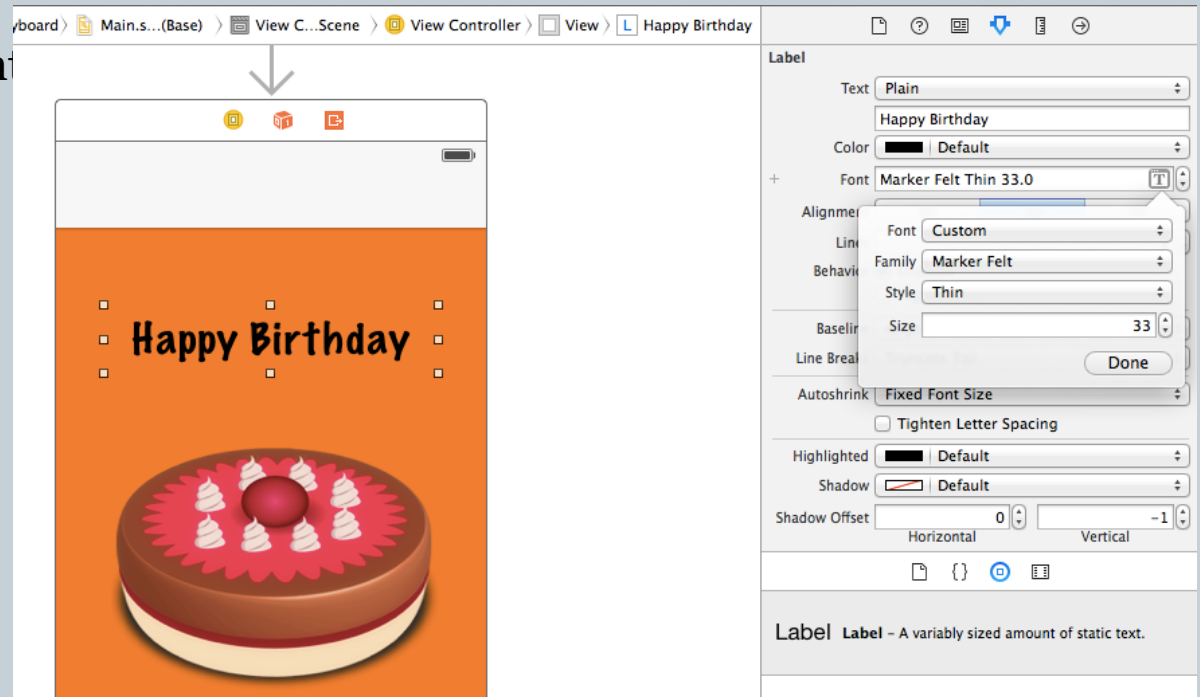 board
Main.s...(Base)
View C...Scene
View Controller
View
L
Happy Birthday
Label
Text
Plain
Happy Birthday
Color
Default
Font
Marker Felt Thin 33.0
T
Font
Custom
Family
Marker Felt
Style
Thin
Size
33
Done
Autoshrink
Fixed Font Size
Tighten Letter Spacing
Highlighted
Default
Shadow
Default
Shadow Offset
0
-1
Horizontal
Vertical
{}
Label
Label – A variably sized amount of static text.
Happy Birthday